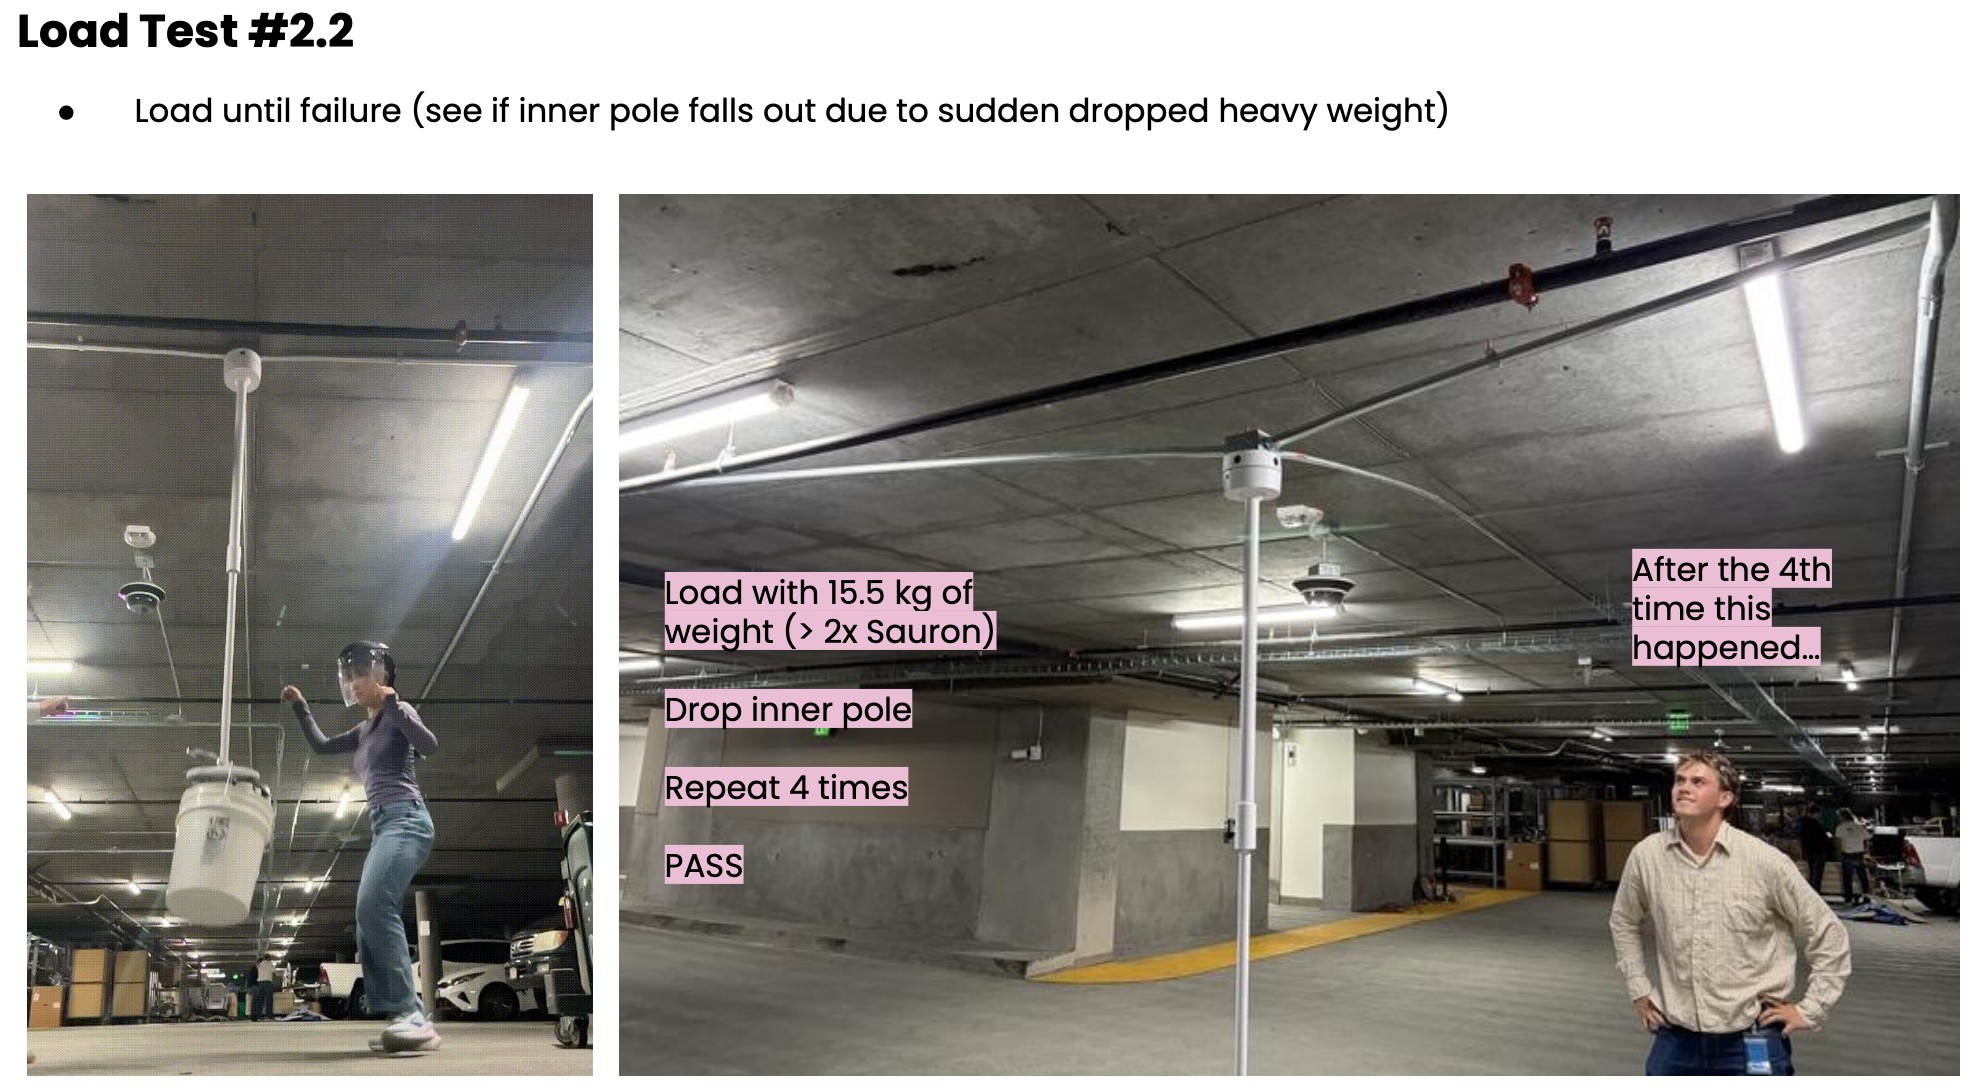 Load Test #2.2
● Load until failure (see if inner pole falls out due to sudden dropped heavy weight)
Load with 15.5 kg of
weight (> 2x Sauron)
Drop inner pole
Repeat 4 times
PASS
After the 4th
time this
happened...